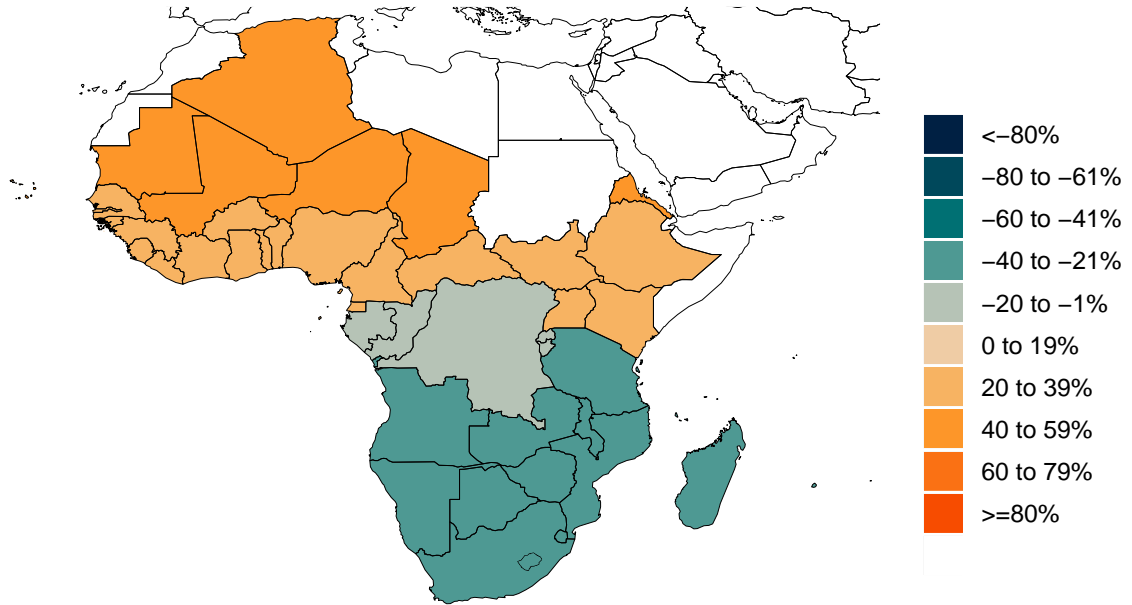 <−80%
−80 to −61%
−60 to −41%
−40 to −21%
−20 to −1%
0 to 19%
20 to 39%
40 to 59%
60 to 79%
>=80%